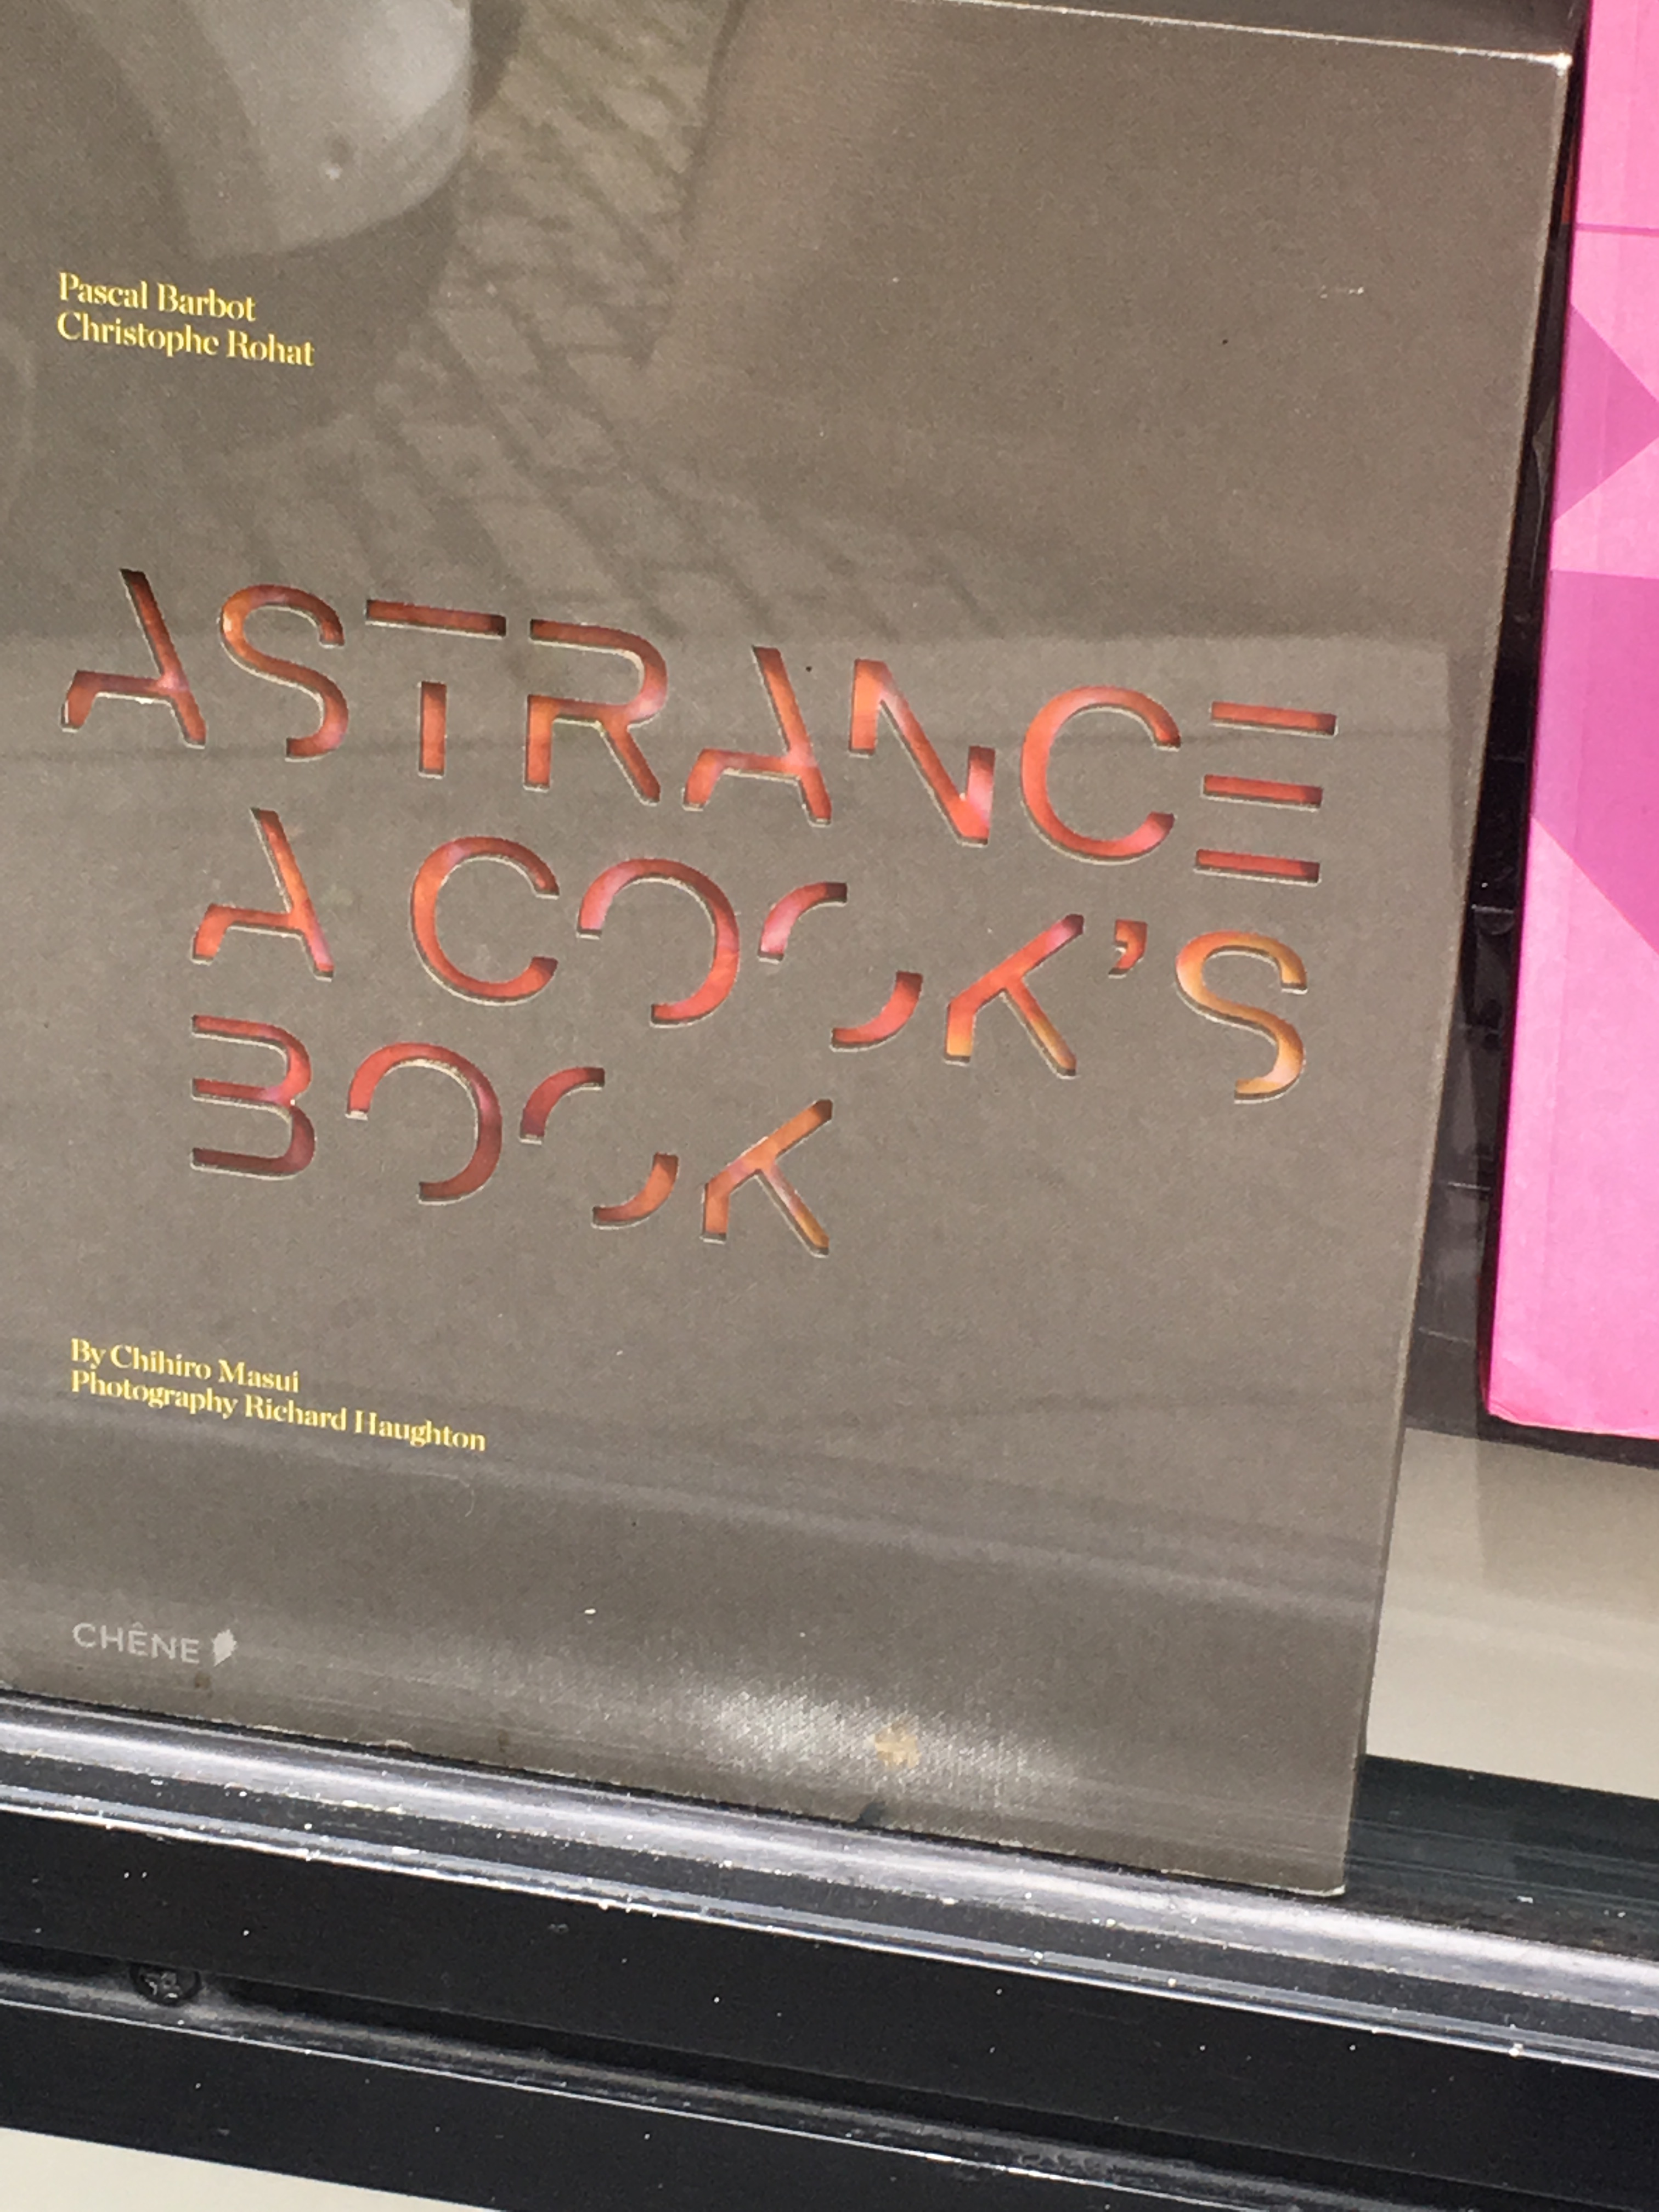 Pascal Barbot
Christophe Rohat
ASTRANCE
A COOK'S
BOOK
By Chihiro Masui
Photography Richard Haughton
CHÊNE